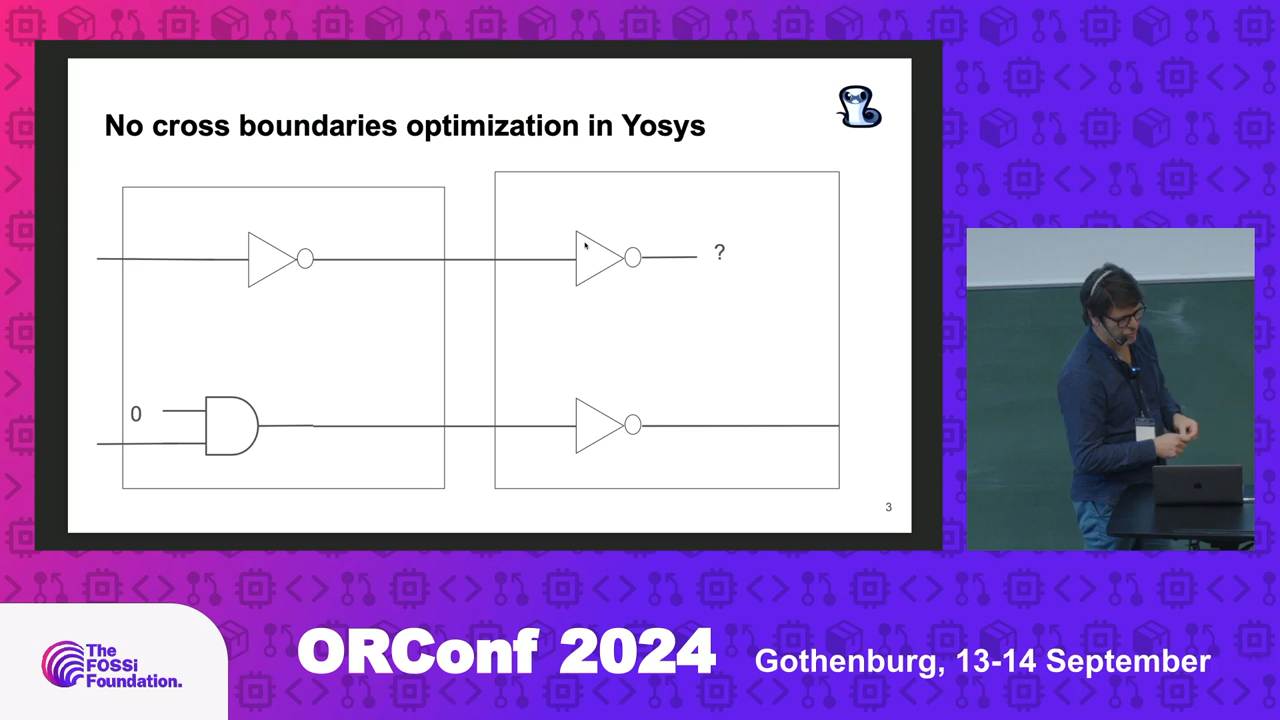 No cross boundaries optimization in Yosys
?
0
3
The
FOSSi
Foundation.
ORConf 2024
Gothenburg, 13-14 September